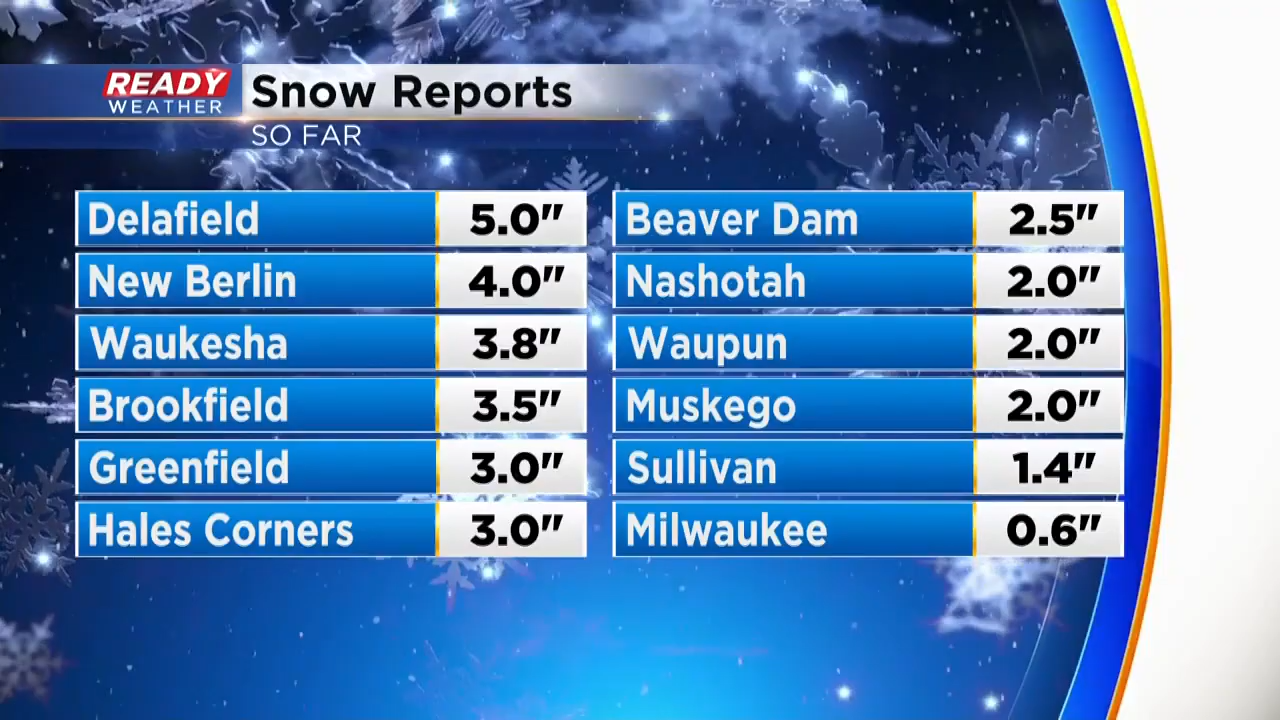 READY
WEATHER
Snow Reports
SO FAR
Delafield 5.0"
New Berlin 4.0"
Waukesha 3.8"
Brookfield 3.5"
Greenfield 3.0"
Hales Corners 3.0"
Beaver Dam 2.5"
Nashotah 2.0"
Waupun 2.0"
Muskego 2.0"
Sullivan 1.4"
Milwaukee 0.6"